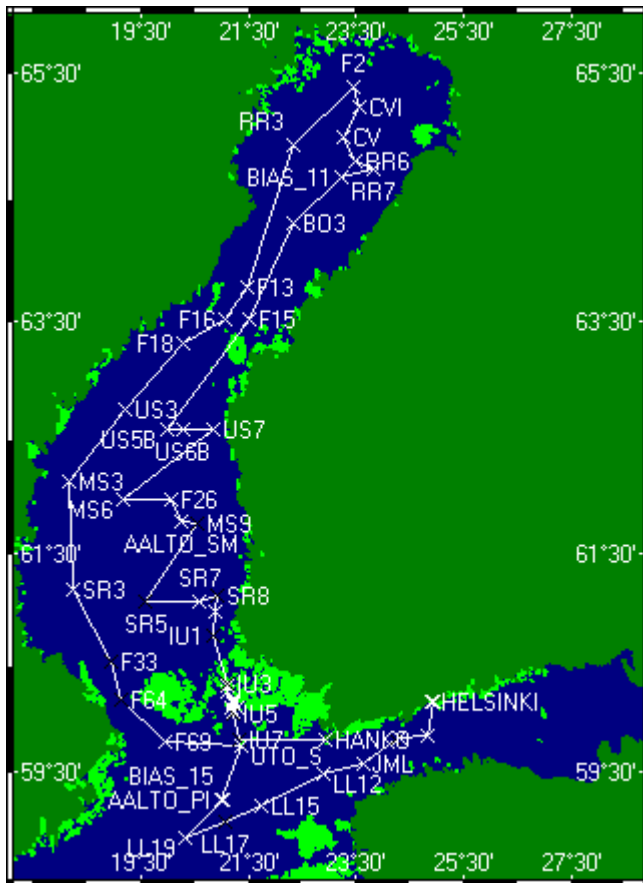 19°30' 21°30' 23°30' 25°30' 27°30'
F2
65°30' 65°30'
CVI
RR3 CV
RR6
BIAS_11
RR7
BO3
F13
F16 F15
63°30' 63°30'
F18
US3
US5B US7
US6B
MS3
MS6 F26
MS9
AALTO_SM
61°30' 61°30'
SR7
SR3 SR8
SR5
IU1
F33
IU3
F64 HELSINKI
IU5
F69 IU7 HANKO
UTO_S
JML
59°30' BIAS_15 59°30'
LL12
AALTO_PI
LL15
LL19 LL17
19°30' 21°30' 23°30' 25°30' 27°30'